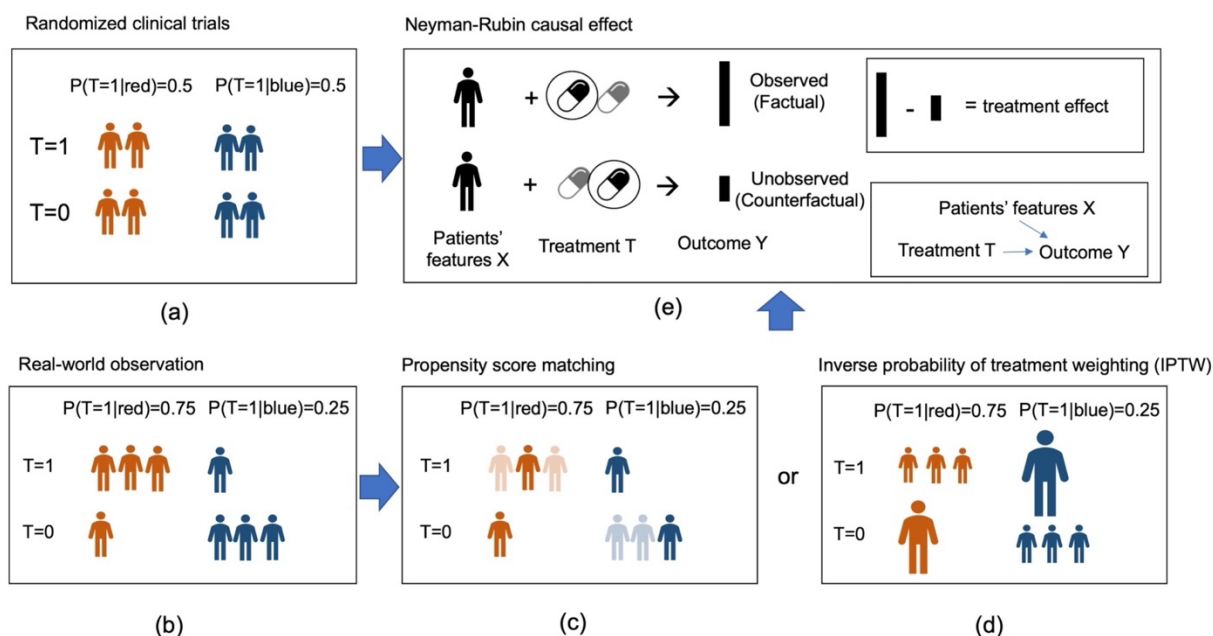 Randomized clinical trials
P(T=1|red)=0.5 P(T=1|blue)=0.5
T=1
T=0
(a)
Neyman-Rubin causal effect
+ → Observed
(Factual)
+ → Unobserved
(Counterfactual)
Patients’
features X
Treatment T
Outcome Y
- = treatment effect
Patients’ features X
Treatment T Outcome Y
(e)
Real-world observation
P(T=1|red)=0.75 P(T=1|blue)=0.25
T=1
T=0
(b)
Propensity score matching
P(T=1|red)=0.75 P(T=1|blue)=0.25
T=1
T=0
(c)
or
Inverse probability of treatment weighting (IPTW)
P(T=1|red)=0.75 P(T=1|blue)=0.25
T=1
T=0
(d)